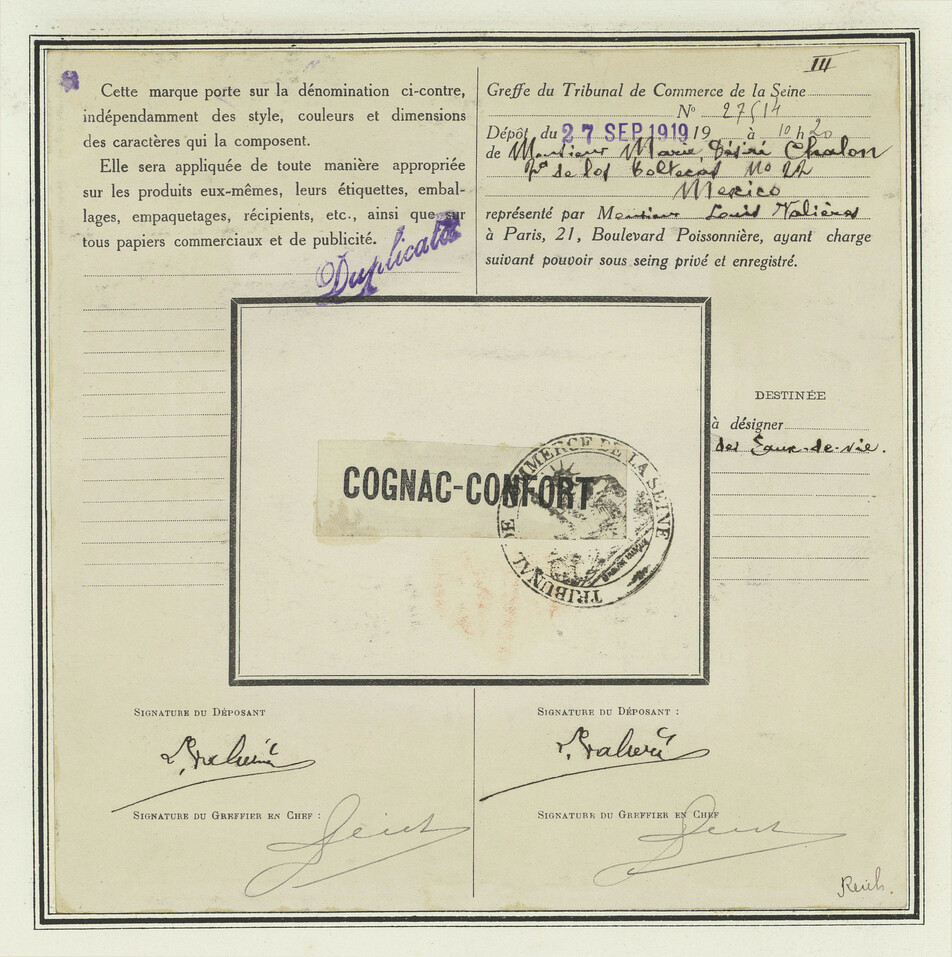 III
Cette marque porte sur la dénomination ci-contre,
indépendamment des style, couleurs et dimensions
des caractères qui la composent.
Elle sera appliquée de toute manière appropriée
sur les produits eux-mêmes, leurs étiquettes, embal-
lages, empaquetages, récipients, etc., ainsi que sur
tous papiers commerciaux et de publicité.
Duplicata
Greffe du Tribunal de Commerce de la Seine
No 27514
Dépôt du 27 SEP 1919 19 à 10 h 20
de Monsieur Marie Désiré Chalon
de los No 22
Mexico
représenté par Monsieur Louis
à Paris, 21, Boulevard Poissonnière, ayant charge
suivant pouvoir sous seing privé et enregistré.
DESTINÉE
à désigner
des Eaux-de-vie.
COGNAC-CONFORT
TRIBUNAL DE COMMERCE DE LA SEINE
SIGNATURE DU DÉPOSANT
SIGNATURE DU DÉPOSANT :
SIGNATURE DU GREFFIER EN CHEF :
SIGNATURE DU GREFFIER EN CHEF
Reich.